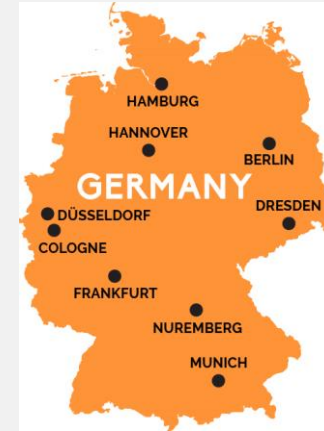 HAMBURG
HANNOVER
BERLIN
GERMANY
DÜSSELDORF
DRESDEN
COLOGNE
FRANKFURT
NUREMBERG
MUNICH